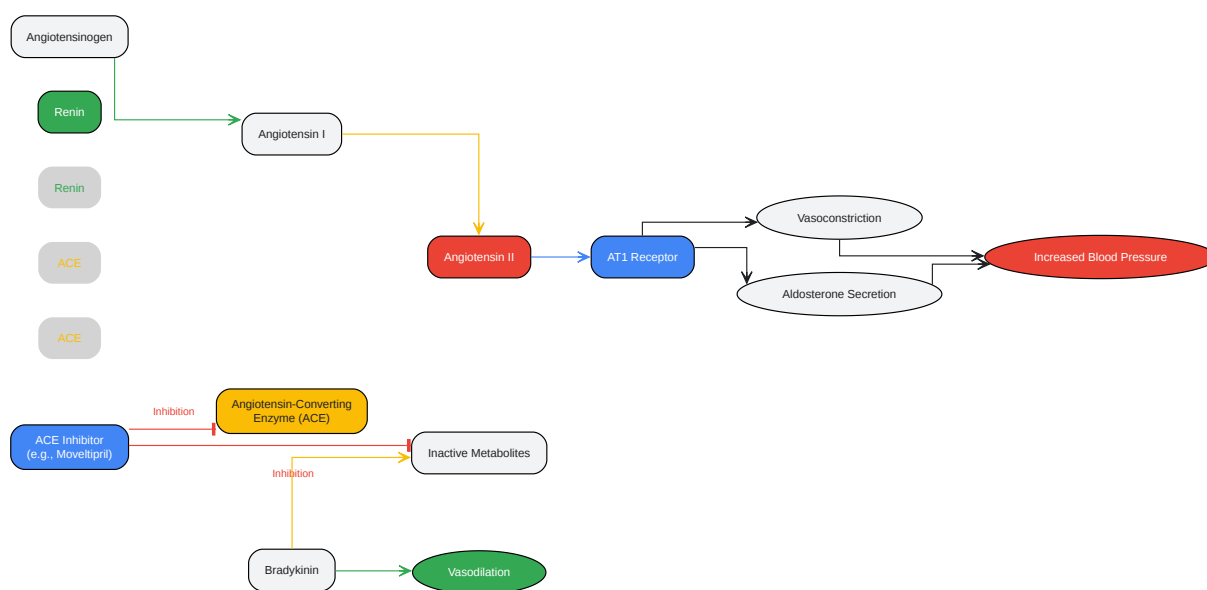 Angiotensinogen
Renin
Angiotensin I
Renin
Vasoconstriction
Angiotensin II
AT1 Receptor
Increased Blood Pressure
ACE
Aldosterone Secretion
ACE
Inhibition
Angiotensin-Converting
Enzyme (ACE)
ACE Inhibitor
(e.g., Moveltipril)
Inactive Metabolites
Inhibition
Bradykinin
Vasodilation